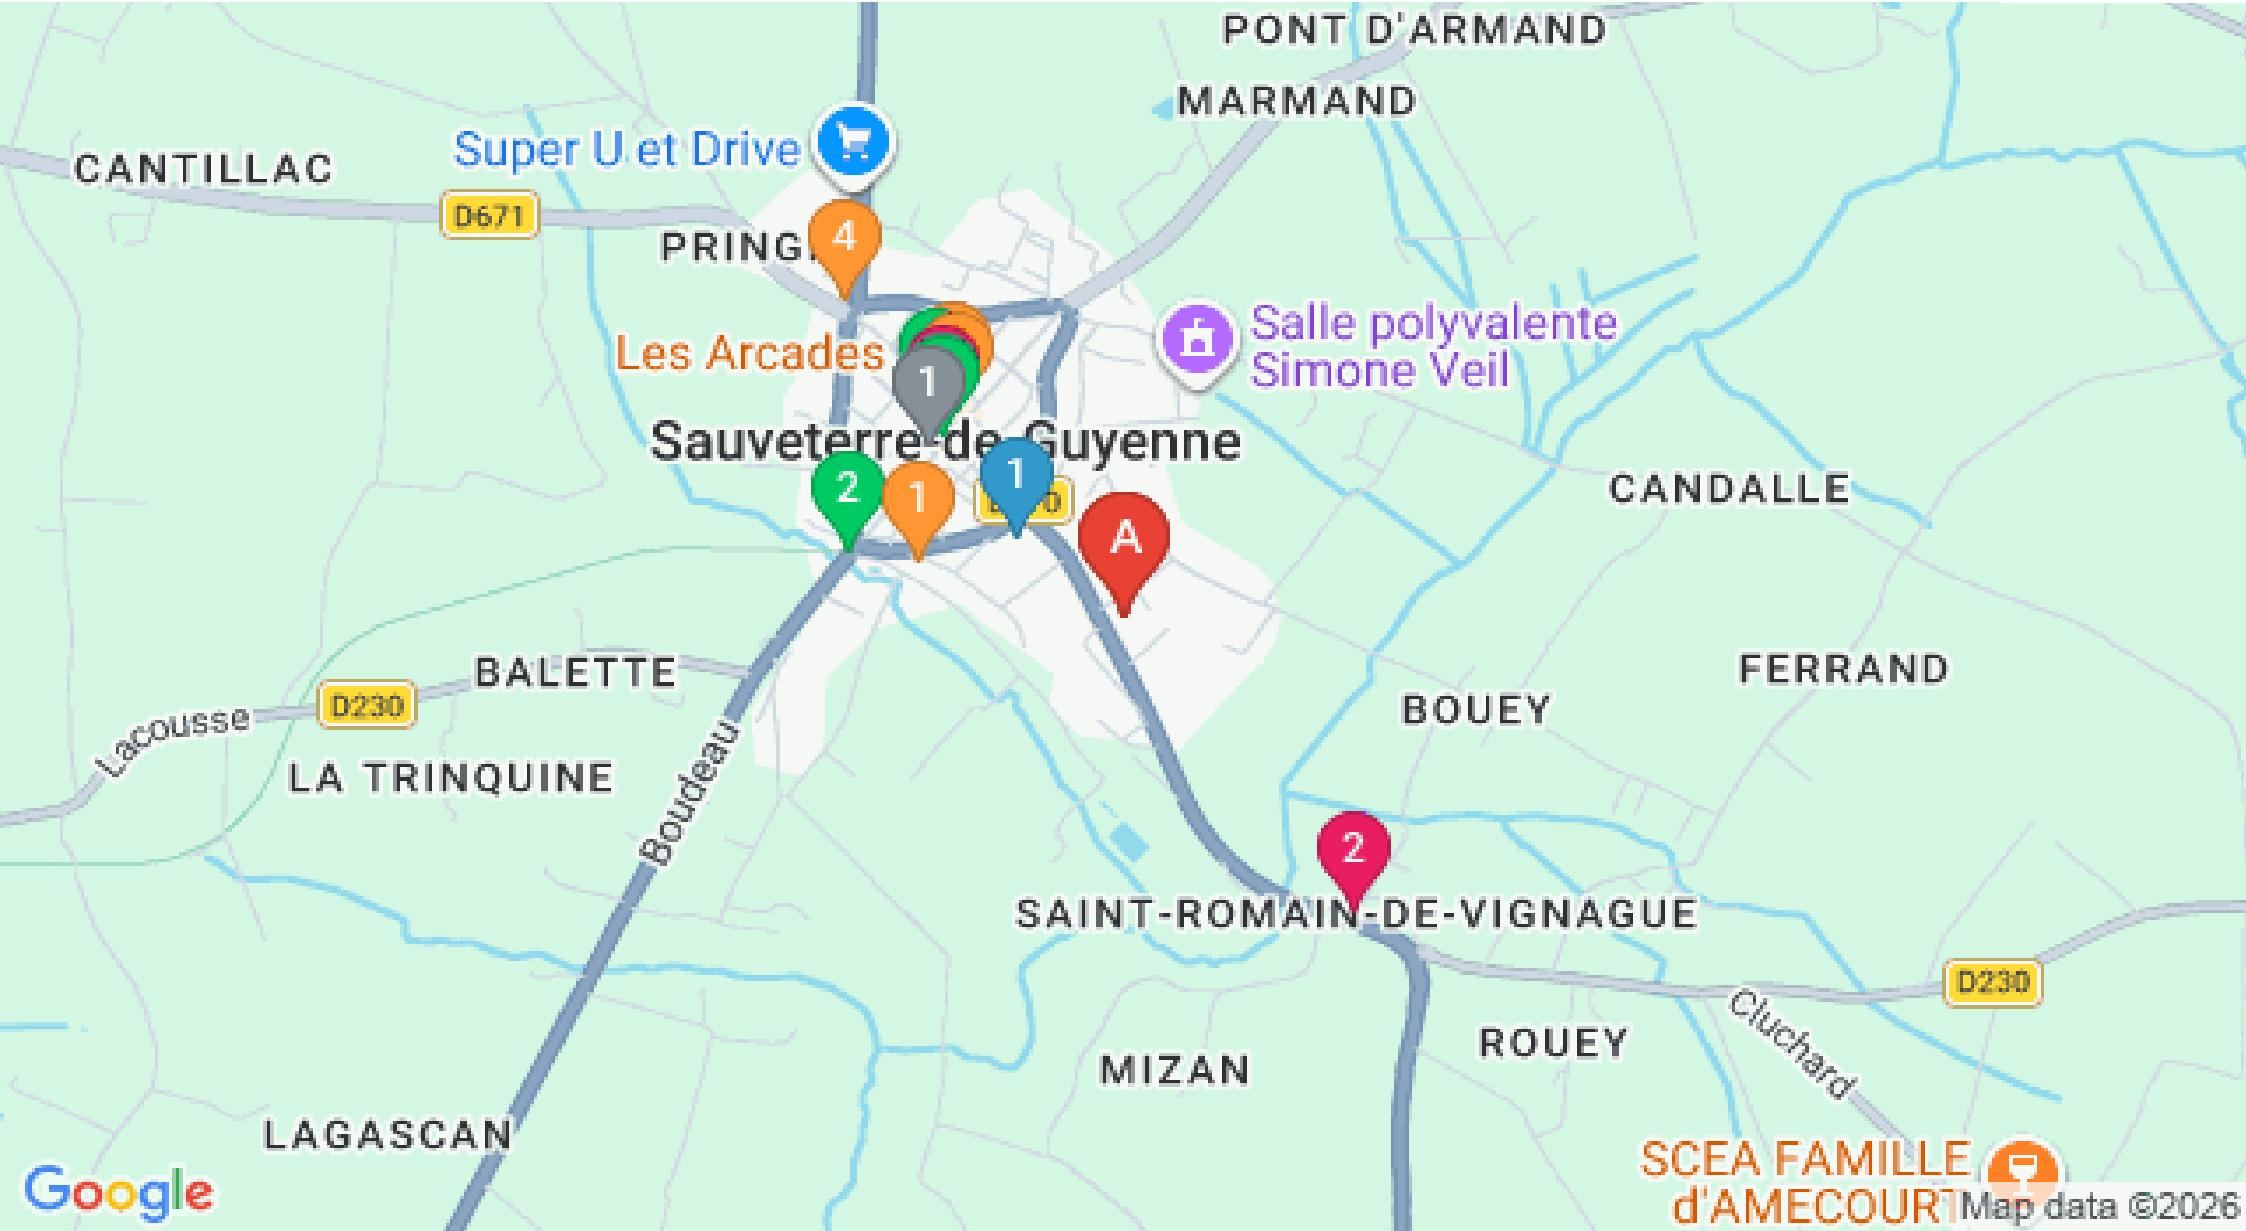 PONT D'ARMAND
MARMAND
Super U et Drive
CANTILLAC
D671
4
Salle polyvalente
Simone Veil
Les Arcades
1
Sauveterre-de-Guyenne
2
1
1
CANDALLE
A
BALETTE
FERRAND
D230
BOUEY
Lacousse
LA TRINQUINE
Boudeau
2
SAINT-ROMAIN-DE-VIGNAGUE
D230
Cluchard
ROUEY
MIZAN
LAGASCAN
SCEA FAMILLE
d'AMECOURT
Google
Map data ©2026